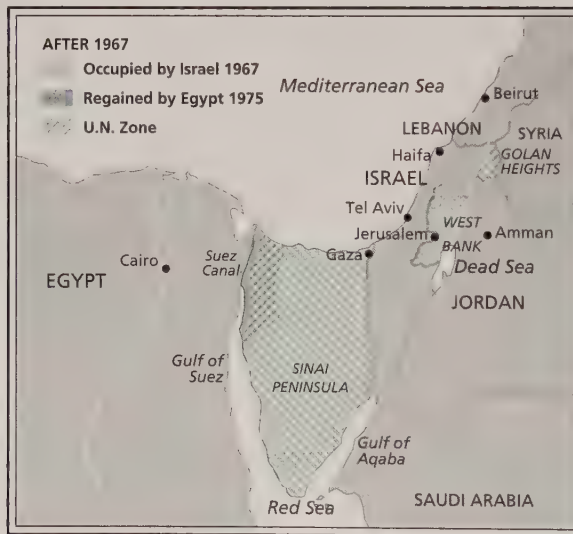 AFTER 1967
Occupied by Israel 1967
Regained by Egypt 1975
U.N. Zone
Mediterranean Sea
Beirut
LEBANON
SYRIA
Haifa
GOLAN
HEIGHTS
ISRAEL
Tel Aviv
WEST
BANK
Jerusalem
Amman
Gaza
Dead Sea
Suez
Canal
Cairo
EGYPT
JORDAN
Gulf of
Suez
SINAI
PENINSULA
Gulf of
Aqaba
Red Sea
SAUDI ARABIA